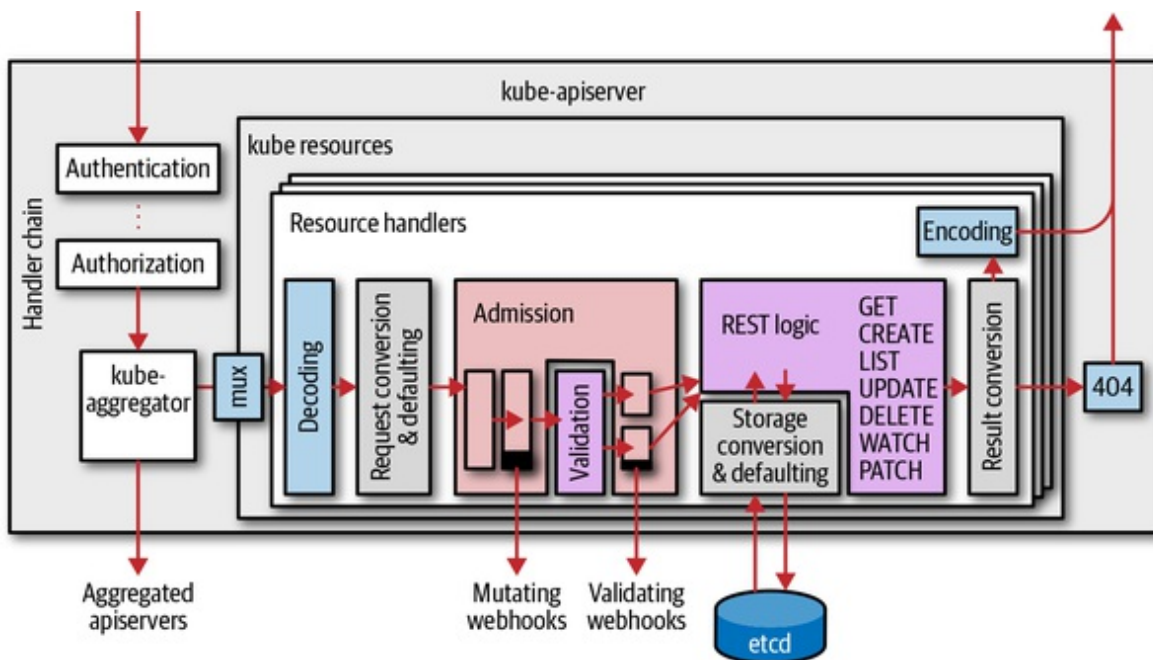 kube-apiserver
kube resources
Handler chain
Authentication
Authorization
kube-
aggregator
mux
Resource handlers
Decoding
Request conversion
& defaulting
Admission
Validation
REST logic
GET
CREATE
LIST
UPDATE
DELETE
WATCH
PATCH
Storage
conversion
& defaulting
Result conversion
Encoding
404
Aggregated
apiservers
Mutating
webhooks
Validating
webhooks
etcd